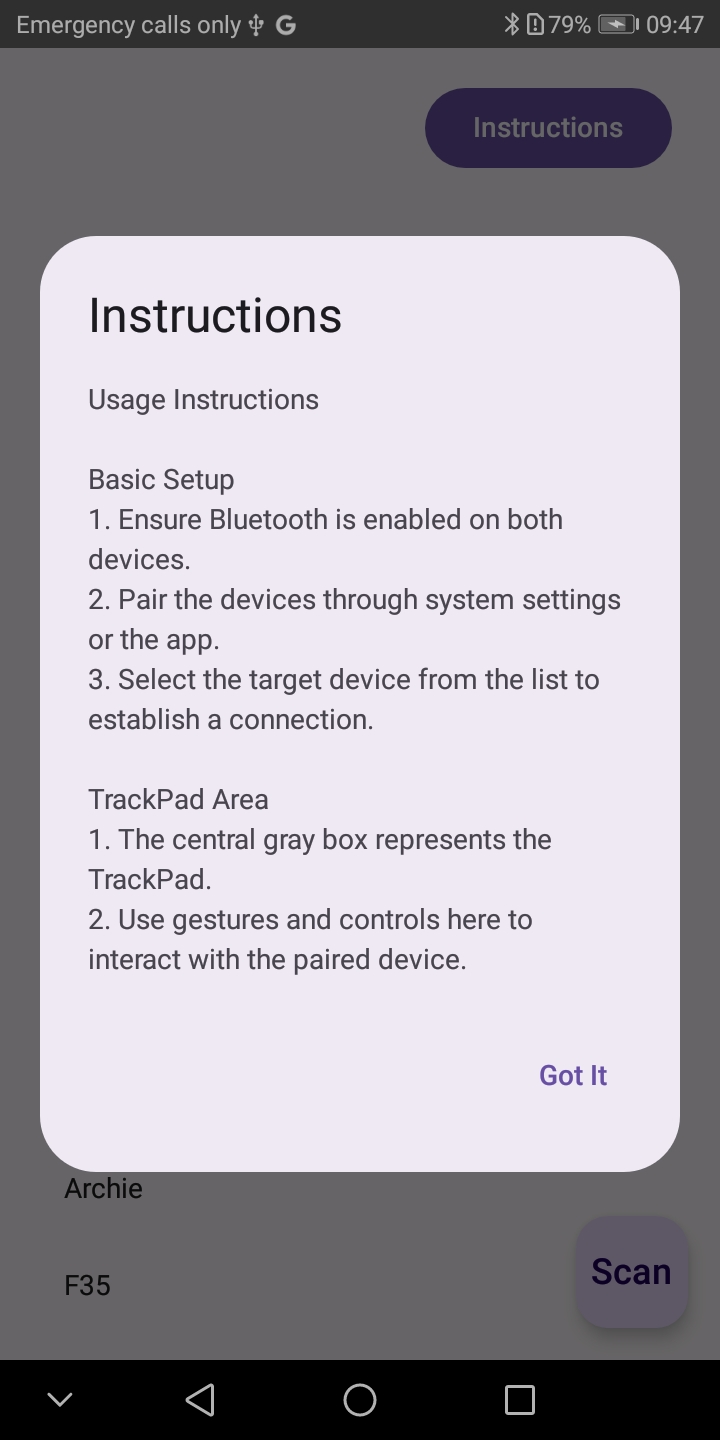 Emergency calls only 79% 09:47
Instructions
Instructions
Usage Instructions
Basic Setup
1. Ensure Bluetooth is enabled on both
devices.
2. Pair the devices through system settings
or the app.
3. Select the target device from the list to
establish a connection.
TrackPad Area
1. The central gray box represents the
TrackPad.
2. Use gestures and controls here to
interact with the paired device.
Got It
Archie
Scan
F35